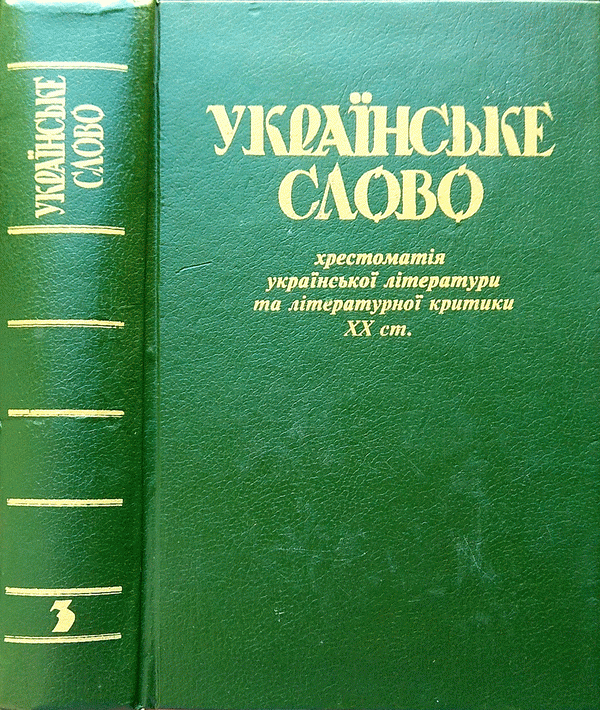 УКРАЇНСЬКЕ
СЛОВО
3
УКРАЇНСЬКЕ
СЛОВО
хрестоматія
української літератури
та літературної критики
XX ст.